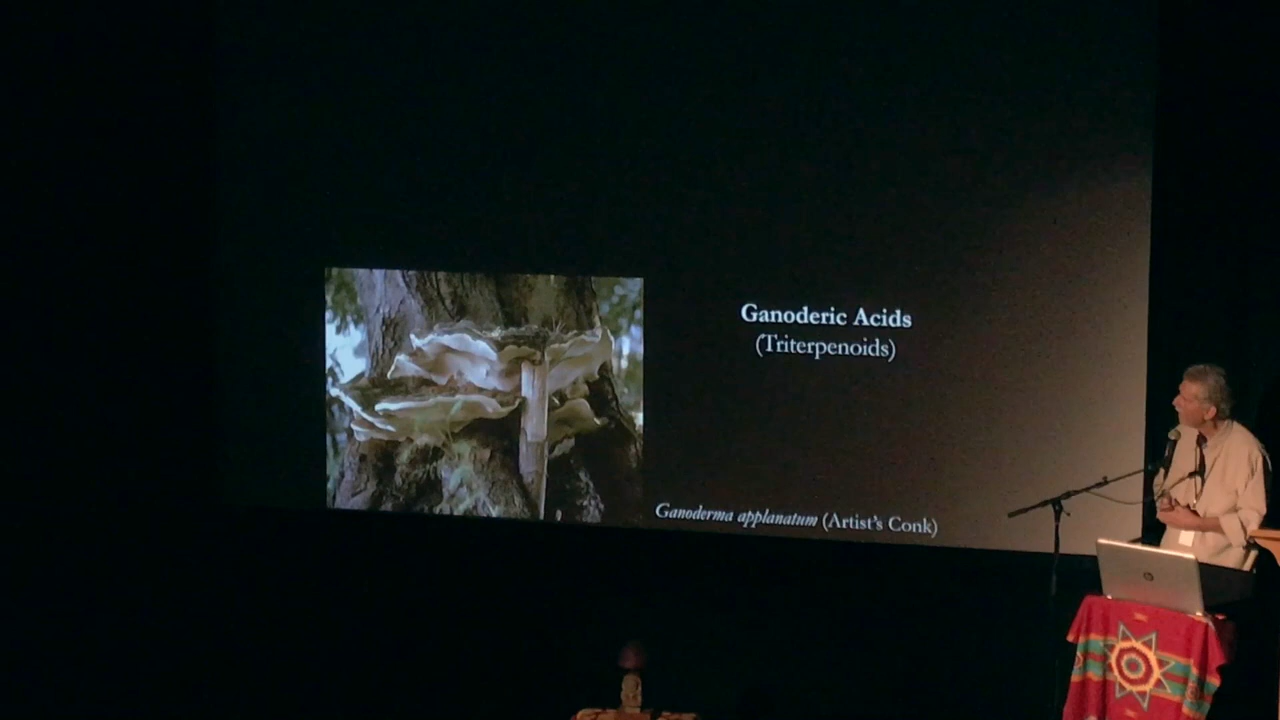 Ganoderic Acids
(Triterpenoids)
Ganoderma applanatum (Artist's Conk)